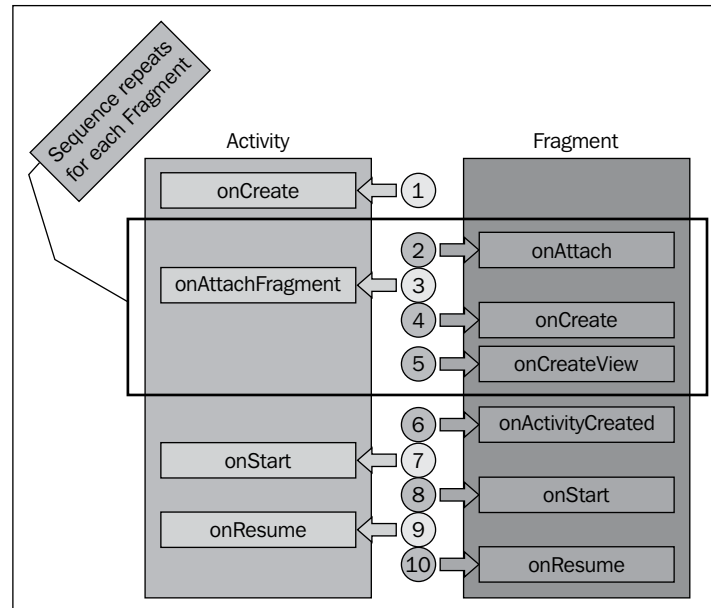 Sequence repeats
for each Fragment
Activity
Fragment
onCreate
1
2
onAttach
onAttachFragment
3
4
onCreate
5
onCreateView
6
onActivityCreated
onStart
7
8
onStart
onResume
9
10
onResume